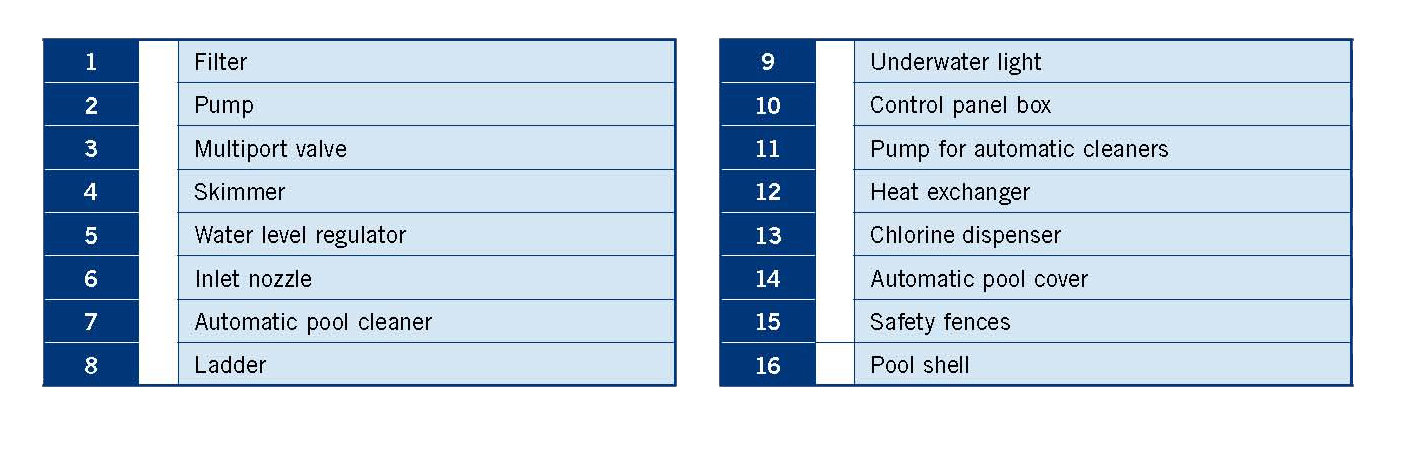 1 Filter
2 Pump
3 Multiport valve
4 Skimmer
5 Water level regulator
6 Inlet nozzle
7 Automatic pool cleaner
8 Ladder
9 Underwater light
10 Control panel box
11 Pump for automatic cleaners
12 Heat exchanger
13 Chlorine dispenser
14 Automatic pool cover
15 Safety fences
16 Pool shell